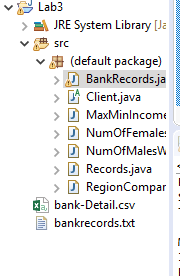 Lab3
JRE System Library [Ja
src
(default package)
BankRecords.ja
Client.java
MaxMinIncome
NumOfFemales
NumOfMalesW
Records.java
RegionCompar
bank-Detail.csv
bankrecords.txt